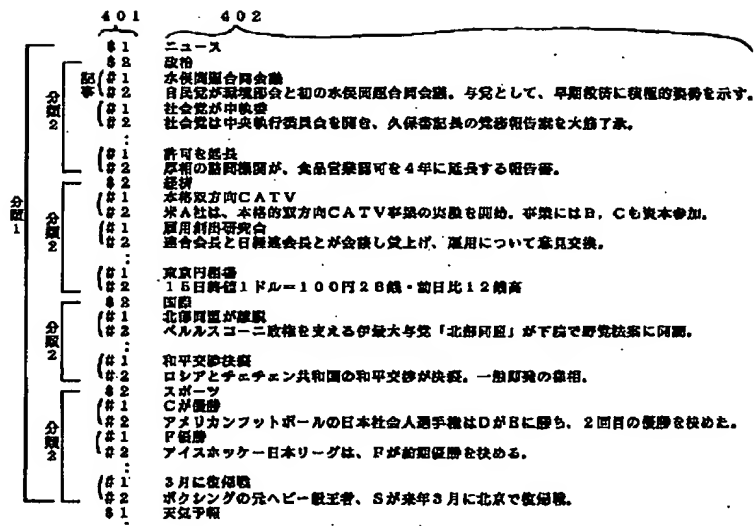 401 402
$1 ニュース
$2 政治
記事
#1 水俣問題合同会議
#2 自民党が環境部会と初の水俣問題合同会議。与党として、早期救済に積極的姿勢を示す。
#1 社会党が中執委
#2 社会党は中央執行委員会を開き、久保書記長の党務報告案を大筋了承。
:
#1 許可を延長
#2 厚相の諮問機関が、食品営業許可を4年に延長する報告書。
分類2
$2 経済
#1 本格双方向CATV
#2 米A社は、本格的双方向CATV事業の実験を開始。事業にはB,Cも資本参加。
#1 雇用創出研究会
#2 連合会長と日経連会長とが会談し賃上げ、雇用について意見交換。
:
#1 東京円相場
#2 15日終値1ドル=100円28銭・前日比12銭高
分類2
分類1
$2 国際
#1 北部同盟が離脱
#2 ベルルスコーニ政権を支える伊最大与党「北部同盟」が下院で野党法案に同調。
:
#1 和平交渉決裂
#2 ロシアとチェチェン共和国の和平交渉が決裂。一触即発の様相。
分類2
$2 スポーツ
#1 Cが優勝
#2 アメリカンフットボールの日本社会人選手権はDがEに勝ち、2回目の優勝を決めた。
#1 F優勝
#2 アイスホッケー日本リーグは、Fが前期優勝を決める。
:
#1 3月に復帰戦
#2 ボクシングの元ヘビー級王者、Sが来年3月に北京で復帰戦。
分類2
$1 天気予報
: